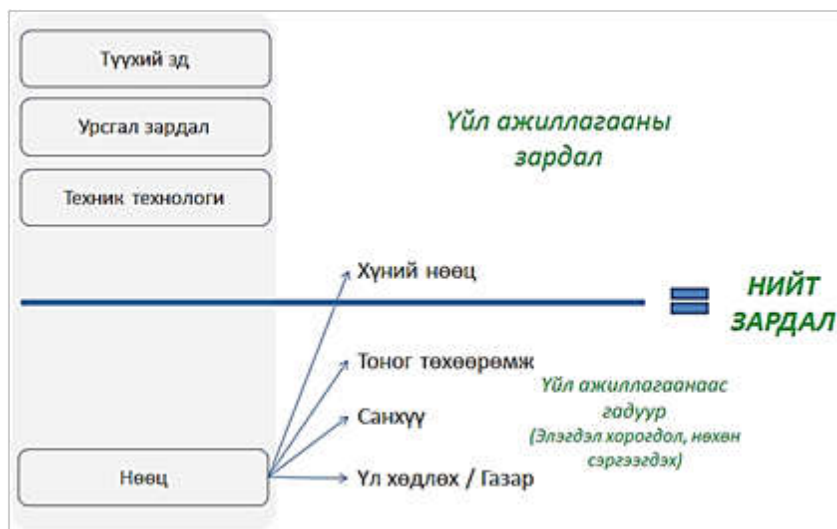 Түүхий эд
Урсгал зардал
Техник технологи
Үйл ажиллагааны
зардал
Хүний нөөц
НИЙТ
ЗАРДАЛ
Тоног төхөөрөмж
Санхүү
Үл хөдлөх / Газар
Үйл ажиллагаанаас
гадуур
(Элэгдэл хорогдол, нөхөн
сэргээгдэх)
Нөөц